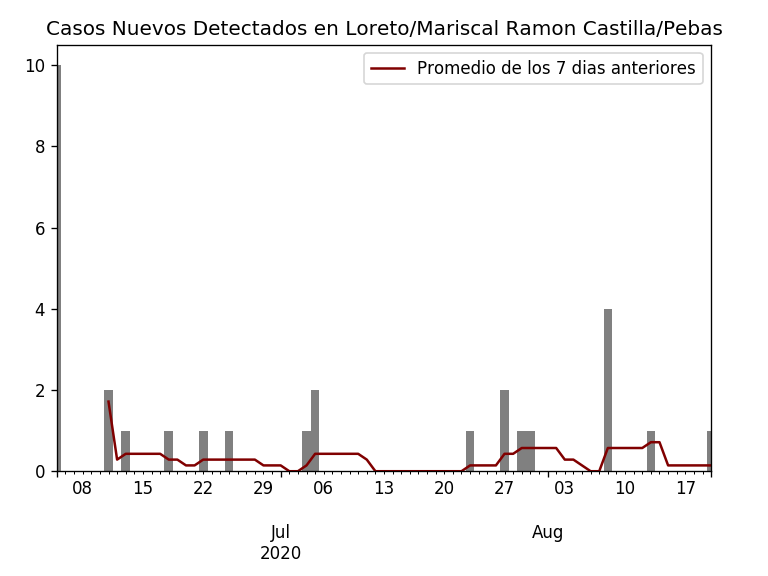 Casos Nuevos Detectados en Loreto/Mariscal Ramon Castilla/Pebas
Promedio de los 7 dias anteriores
10
8
6
4
2
0
08 15 22 29 06 13 20 27 03 10 17
Jul Aug
2020